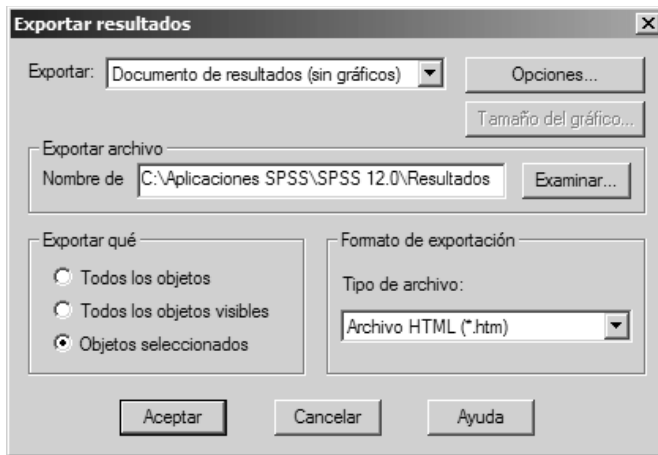 Exportar resultados
Exportar: Documento de resultados (sin gráficos) Opciones...
Tamaño del gráfico...
Exportar archivo
Nombre de C:\Aplicaciones SPSS\SPSS 12.0\Resultados Examinar...
Exportar qué
Todos los objetos
Todos los objetos visibles
Objetos seleccionados
Formato de exportación
Tipo de archivo:
Archivo HTML (*.htm)
Aceptar Cancelar Ayuda